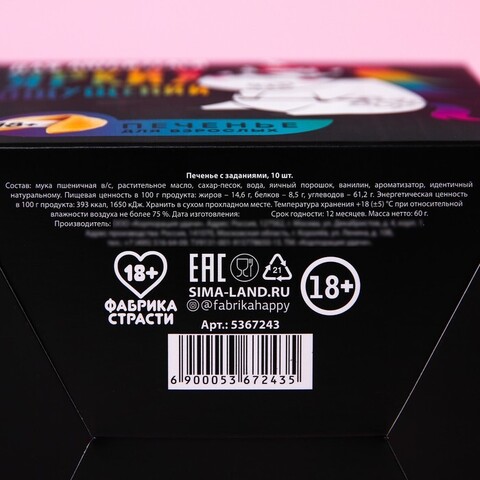 ЯРКИХ
ОЩУЩЕНИЙ
18+
ПЕЧЕНЬЕ
ДЛЯ ВЗРОСЛЫХ
Печенье с заданиями, 10 шт.
Состав: мука пшеничная в/с, растительное масло, сахар-песок, вода, яичный порошок, ванилин, ароматизатор, идентичный
натуральному. Пищевая ценность в 100 г продукта: жиров – 14,6 г, белков – 8,5 г, углеводов – 61,2 г. Энергетическая ценность
в 100 г продукта: 393 ккал, 1650 кДж. Хранить в сухом прохладном месте. Температура хранения +18 (±5) °С при относительной
влажности воздуха не более 75 %. Дата изготовления: Срок годности: 12 месяцев. Масса нетто: 60 г.
Производитель:
18+
ФАБРИКА
СТРАСТИ
EAC
21
SIMA-LAND.RU
@fabrikahappy
18+
Арт.: 5367243
6 900053 672435